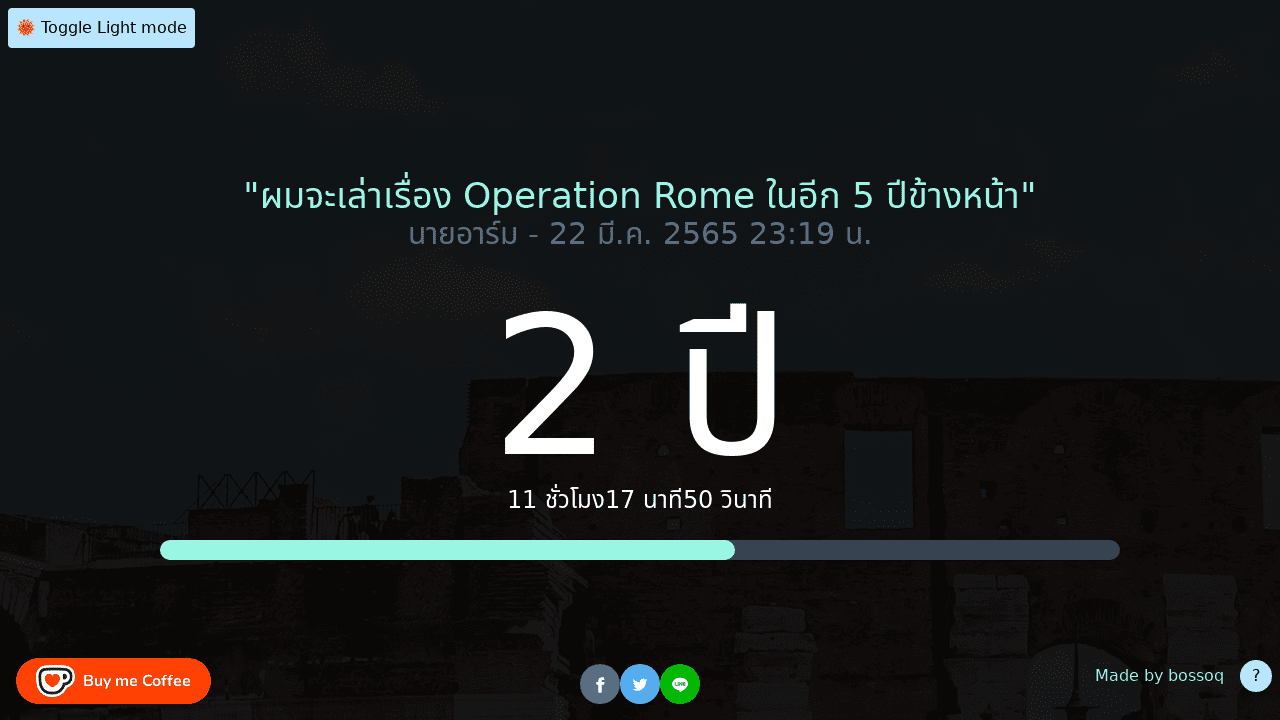 Toggle Light mode
"ผมจะเล่าเรื่อง Operation Rome ในอีก 5 ปีข้างหน้า"
นายอาร์ม - 22 มี.ค. 2565 23:19 น.
2 ปี
11 ชั่วโมง17 นาที50 วินาที
Buy me Coffee
LINE
Made by bossoq
?